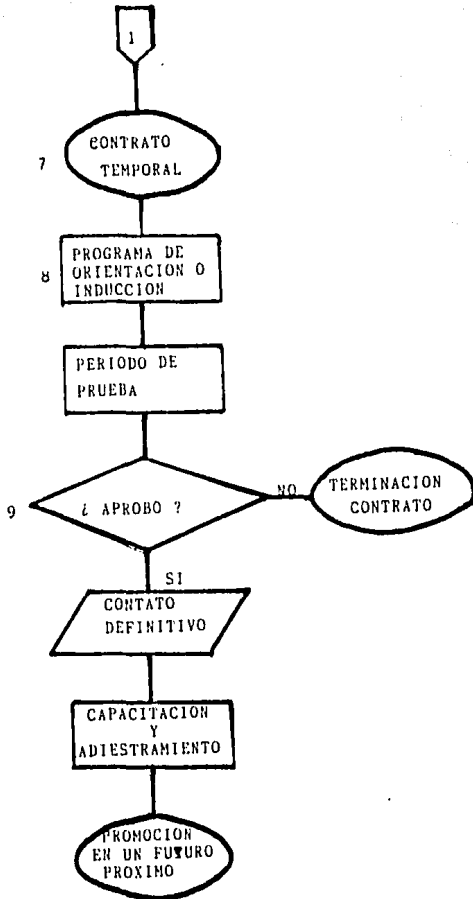 1
7
CONTRATO
TEMPORAL
8
PROGRAMA DE
ORIENTACION O
INDUCCION
PERIODO DE
PRUEBA
9
¿ APROBO ?
NO
TERMINACION
CONTRATO
SI
CONTATO
DEFINITIVO
CAPACITACION
Y
ADIESTRAMIENTO
PROMOCION
EN UN FUTURO
PROXIMO